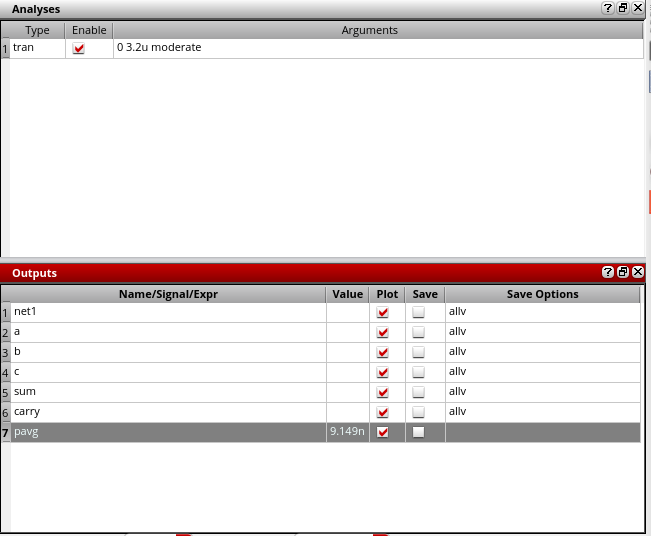 Analyses
Type Enable Arguments
1 tran 0 3.2u moderate
Outputs
Name/Signal/Expr Value Plot Save Save Options
1 net1 allv
2 a allv
3 b allv
4 c allv
5 sum allv
6 carry allv
7 pavg 9.149n